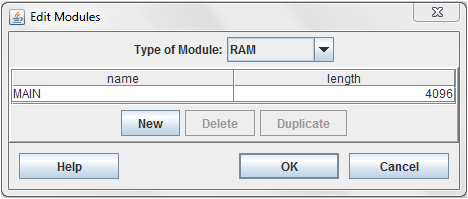 Edit Modules
Type of Module: RAM
name length
MAIN 4096
New Delete Duplicate
Help OK Cancel